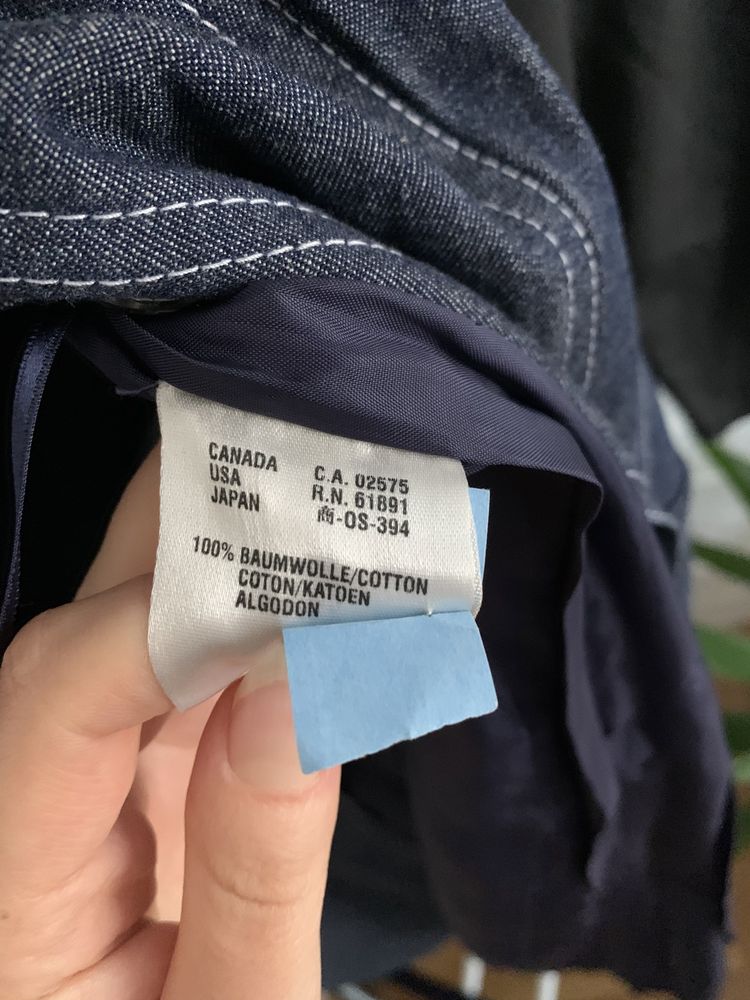 CANADA C.A. 02575
USA R.N. 61891
JAPAN 商-OS-394
100% BAUMWOLLE/COTTON
COTON/KATOEN
ALGODON